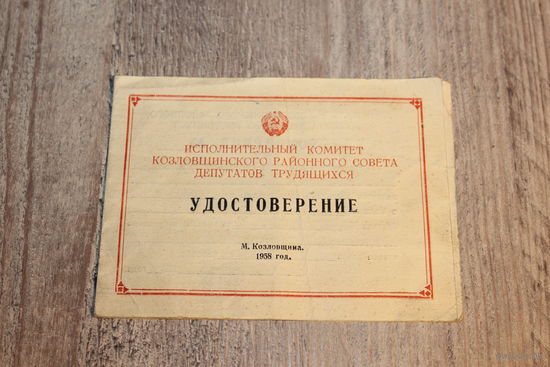 ИСПОЛНИТЕЛЬНЫЙ КОМИТЕТ
КОЗЛОВЩИНСКОГО РАЙОННОГО СОВЕТА
ДЕПУТАТОВ ТРУДЯЩИХСЯ
УДОСТОВЕРЕНИЕ
М. Козловщина.
1958 год.